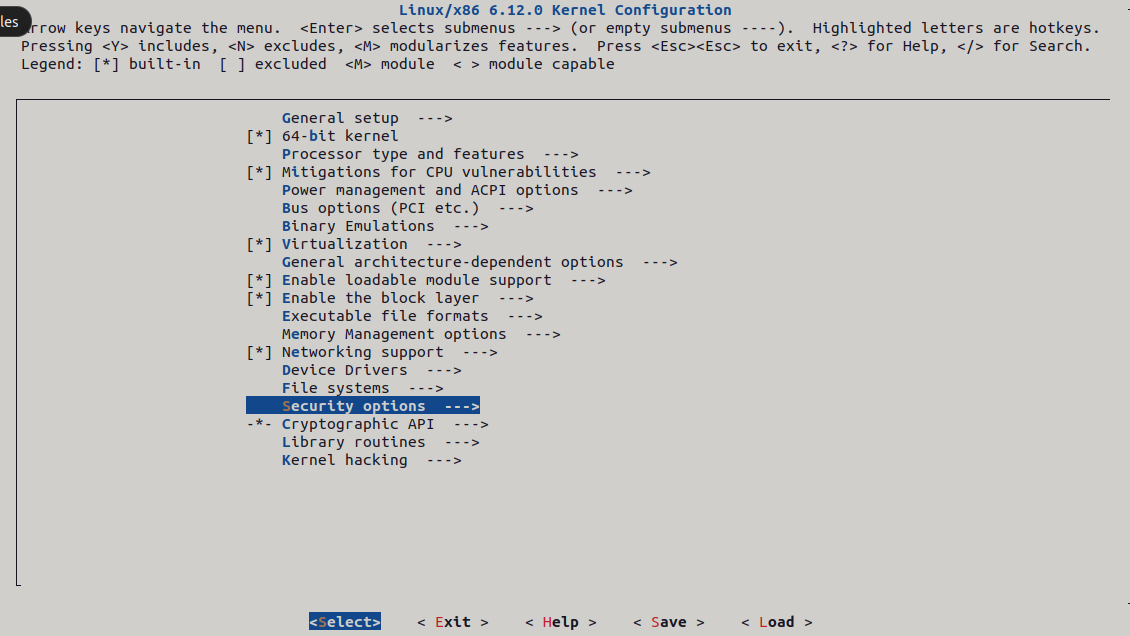 Linux/x86 6.12.0 Kernel Configuration
les
rrow keys navigate the menu.  <Enter> selects submenus ---> (or empty submenus ----).  Highlighted letters are hotkeys.
Pressing <Y> includes, <N> excludes, <M> modularizes features.  Press <Esc><Esc> to exit, <?> for Help, </> for Search.
Legend: [*] built-in  [ ] excluded  <M> module  < > module capable
General setup  --->
[*] 64-bit kernel
Processor type and features  --->
[*] Mitigations for CPU vulnerabilities  --->
Power management and ACPI options  --->
Bus options (PCI etc.)  --->
Binary Emulations  --->
[*] Virtualization  --->
General architecture-dependent options  --->
[*] Enable loadable module support  --->
[*] Enable the block layer  --->
Executable file formats  --->
Memory Management options  --->
[*] Networking support  --->
Device Drivers  --->
File systems  --->
Security options  --->
-*- Cryptographic API  --->
Library routines  --->
Kernel hacking  --->
<Select>    < Exit >    < Help >    < Save >    < Load >